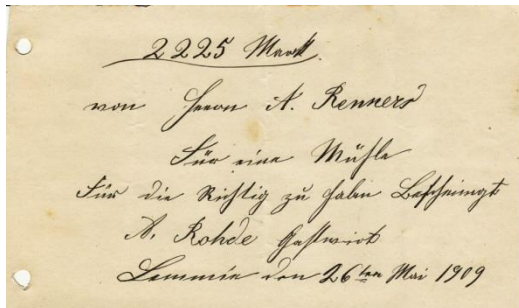 2225 Mark
von Herrn A. Renners
Für eine Mühle
Für die Richtig zu haben Bescheinigt
A. Rohde Gastwirt
Lemmie den 26ten Mai 1909